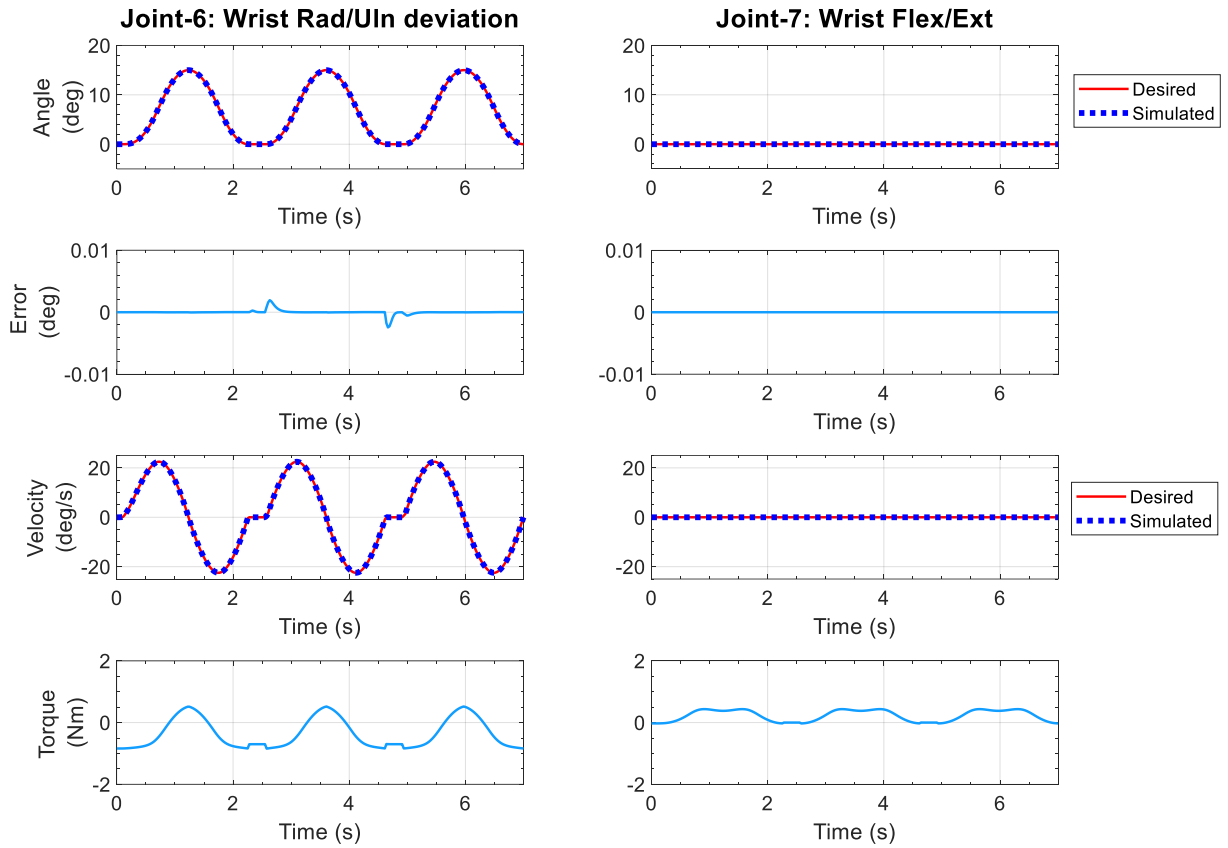 Joint-6: Wrist Rad/Uln deviation
Joint-7: Wrist Flex/Ext
Angle
(deg)
20
10
0
0 2 4 6
Time (s)
20
10
0
0 2 4 6
Time (s)
Desired
Simulated
Error
(deg)
0.01
0
-0.01
0 2 4 6
Time (s)
0.01
0
-0.01
0 2 4 6
Time (s)
Velocity
(deg/s)
20
0
-20
0 2 4 6
Time (s)
20
0
-20
0 2 4 6
Time (s)
Desired
Simulated
Torque
(Nm)
2
0
-2
0 2 4 6
Time (s)
2
0
-2
0 2 4 6
Time (s)